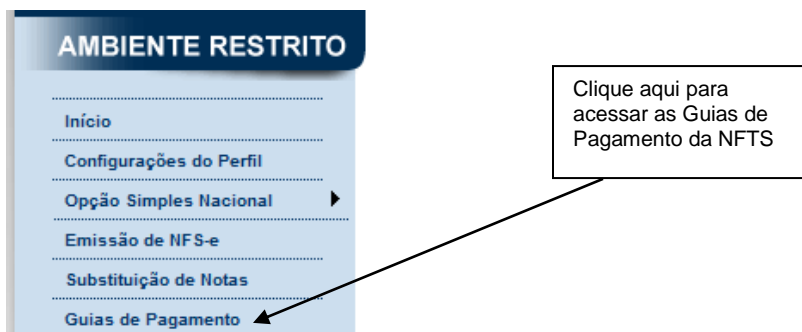 AMBIENTE RESTRITO
Início
Configurações do Perfil
Opção Simples Nacional
Emissão de NFS-e
Substituição de Notas
Guias de Pagamento
Clique aqui para
acessar as Guias de
Pagamento da NFTS